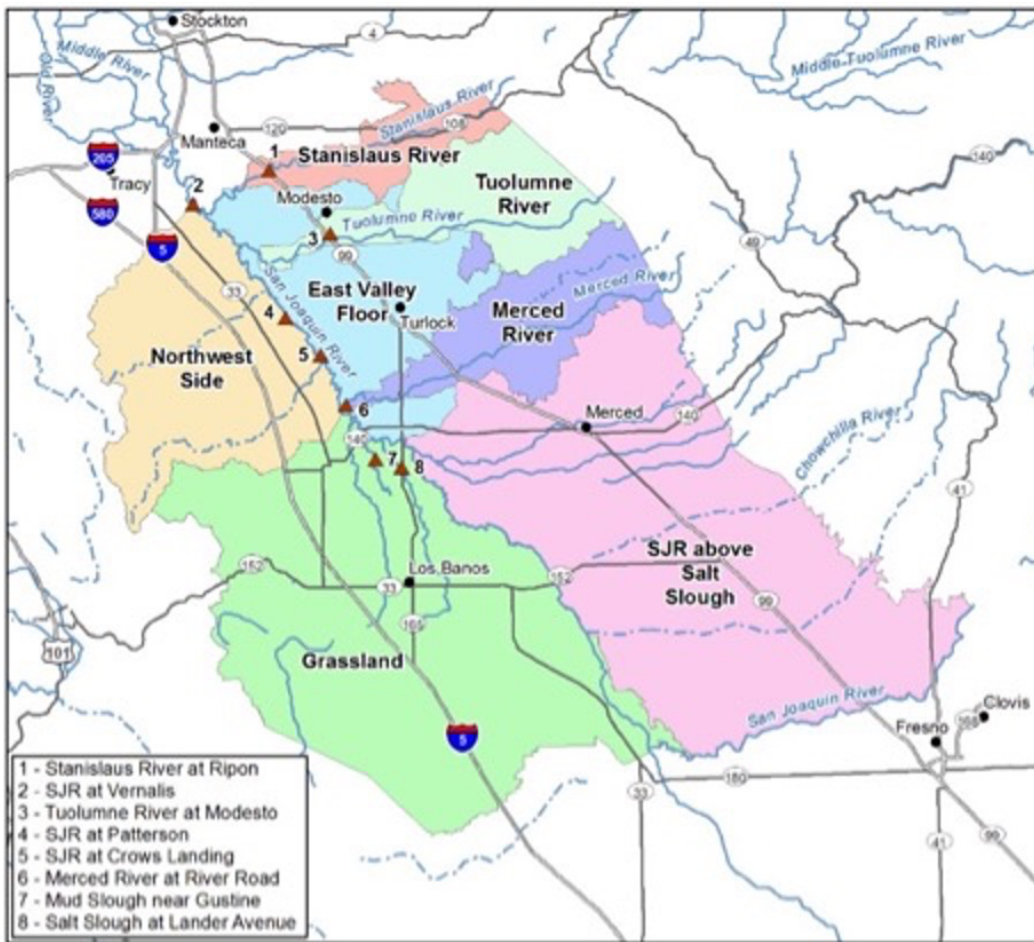 Stockton
4
Middle River
Old River
Middle Tuolumne River
Stanislaus River
120
108
Manteca
1
Stanislaus River
140
205
Tracy
2
Tuolumne
River
Modesto
580
Tuolumne River
3
5
99
49
San Joaquin River
Merced River
33
East Valley
Floor
Merced
River
4
Turlock
Northwest
Side
5
6
Merced
140
140
Chowchilla River
7
8
41
SJR above
Salt
Slough
152
Los Banos
152
33
99
165
101
Grassland
San Joaquin River
Clovis
168
5
Fresno
180
33
99
41
1 - Stanislaus River at Ripon
2 - SJR at Vernalis
3 - Tuolumne River at Modesto
4 - SJR at Patterson
5 - SJR at Crows Landing
6 - Merced River at River Road
7 - Mud Slough near Gustine
8 - Salt Slough at Lander Avenue